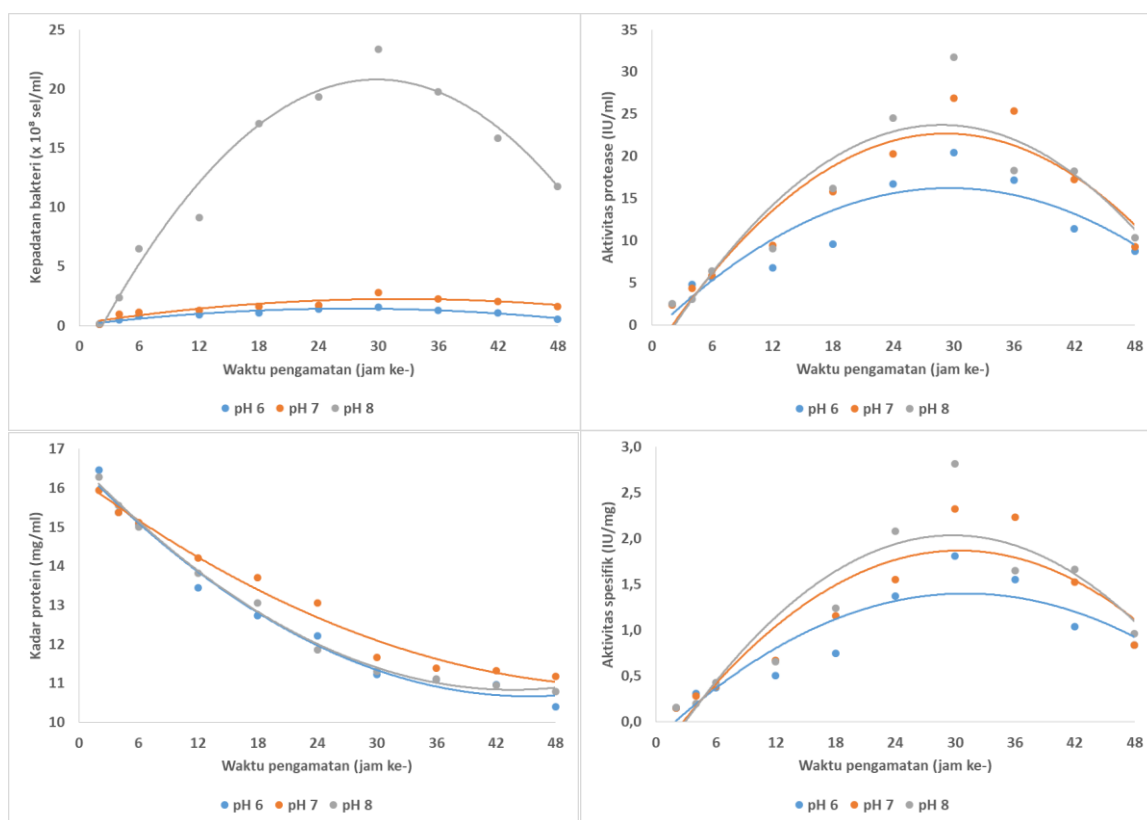 Kepadatan bakteri (x 10⁸ sel/ml)
25
20
15
10
5
0
0 6 12 18 24 30 36 42 48
Waktu pengamatan (jam ke-)
pH 6 pH 7 pH 8
Aktivitas protease (IU/ml)
35
30
25
20
15
10
5
0
0 6 12 18 24 30 36 42 48
Waktu pengamatan (jam ke-)
pH 6 pH 7 pH 8
Kadar protein (mg/ml)
17
16
15
14
13
12
11
10
0 6 12 18 24 30 36 42 48
Waktu pengamatan (jam ke-)
pH 6 pH 7 pH 8
Aktivitas spesifik (IU/mg)
3,0
2,5
2,0
1,5
1,0
0,5
0,0
0 6 12 18 24 30 36 42 48
Waktu pengamatan (jam ke-)
pH 6 pH 7 pH 8